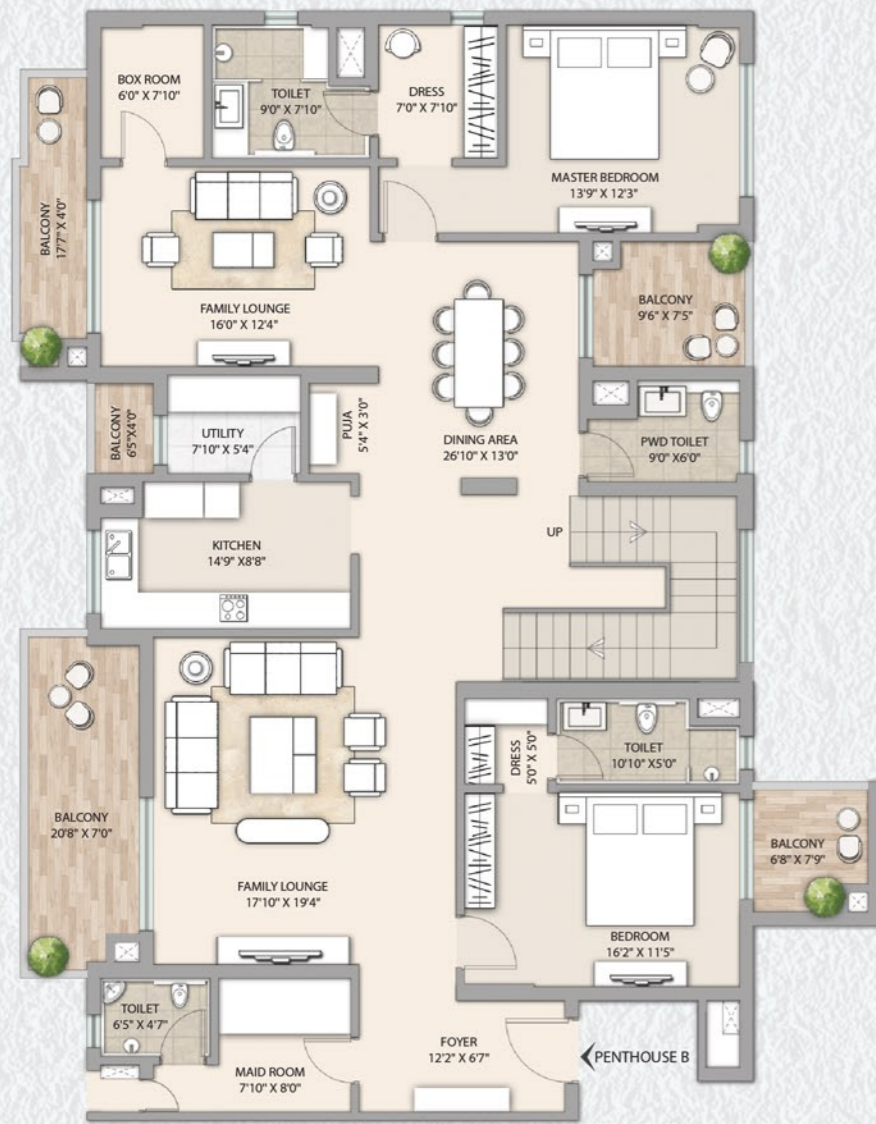 BOX ROOM
6'0" X 7'10"
TOILET
9'0" X 7'10"
DRESS
7'0" X 7'10"
MASTER BEDROOM
13'9" X 12'3"
BALCONY
17'7" X 4'0"
FAMILY LOUNGE
16'0" X 12'4"
BALCONY
9'6" X 7'5"
BALCONY
6'5"X4'0"
UTILITY
7'10" X 5'4"
PUJA
5'4" X 3'0"
DINING AREA
26'10" X 13'0"
PWD TOILET
9'0" X6'0"
KITCHEN
14'9" X8'8"
UP
BALCONY
20'8" X 7'0"
FAMILY LOUNGE
17'10" X 19'4"
DRESS
5'0" X 5'0"
TOILET
10'10" X5'0"
BALCONY
6'8" X 7'9"
BEDROOM
16'2" X 11'5"
TOILET
6'5" X 4'7"
MAID ROOM
7'10" X 8'0"
FOYER
12'2" X 6'7"
PENTHOUSE B